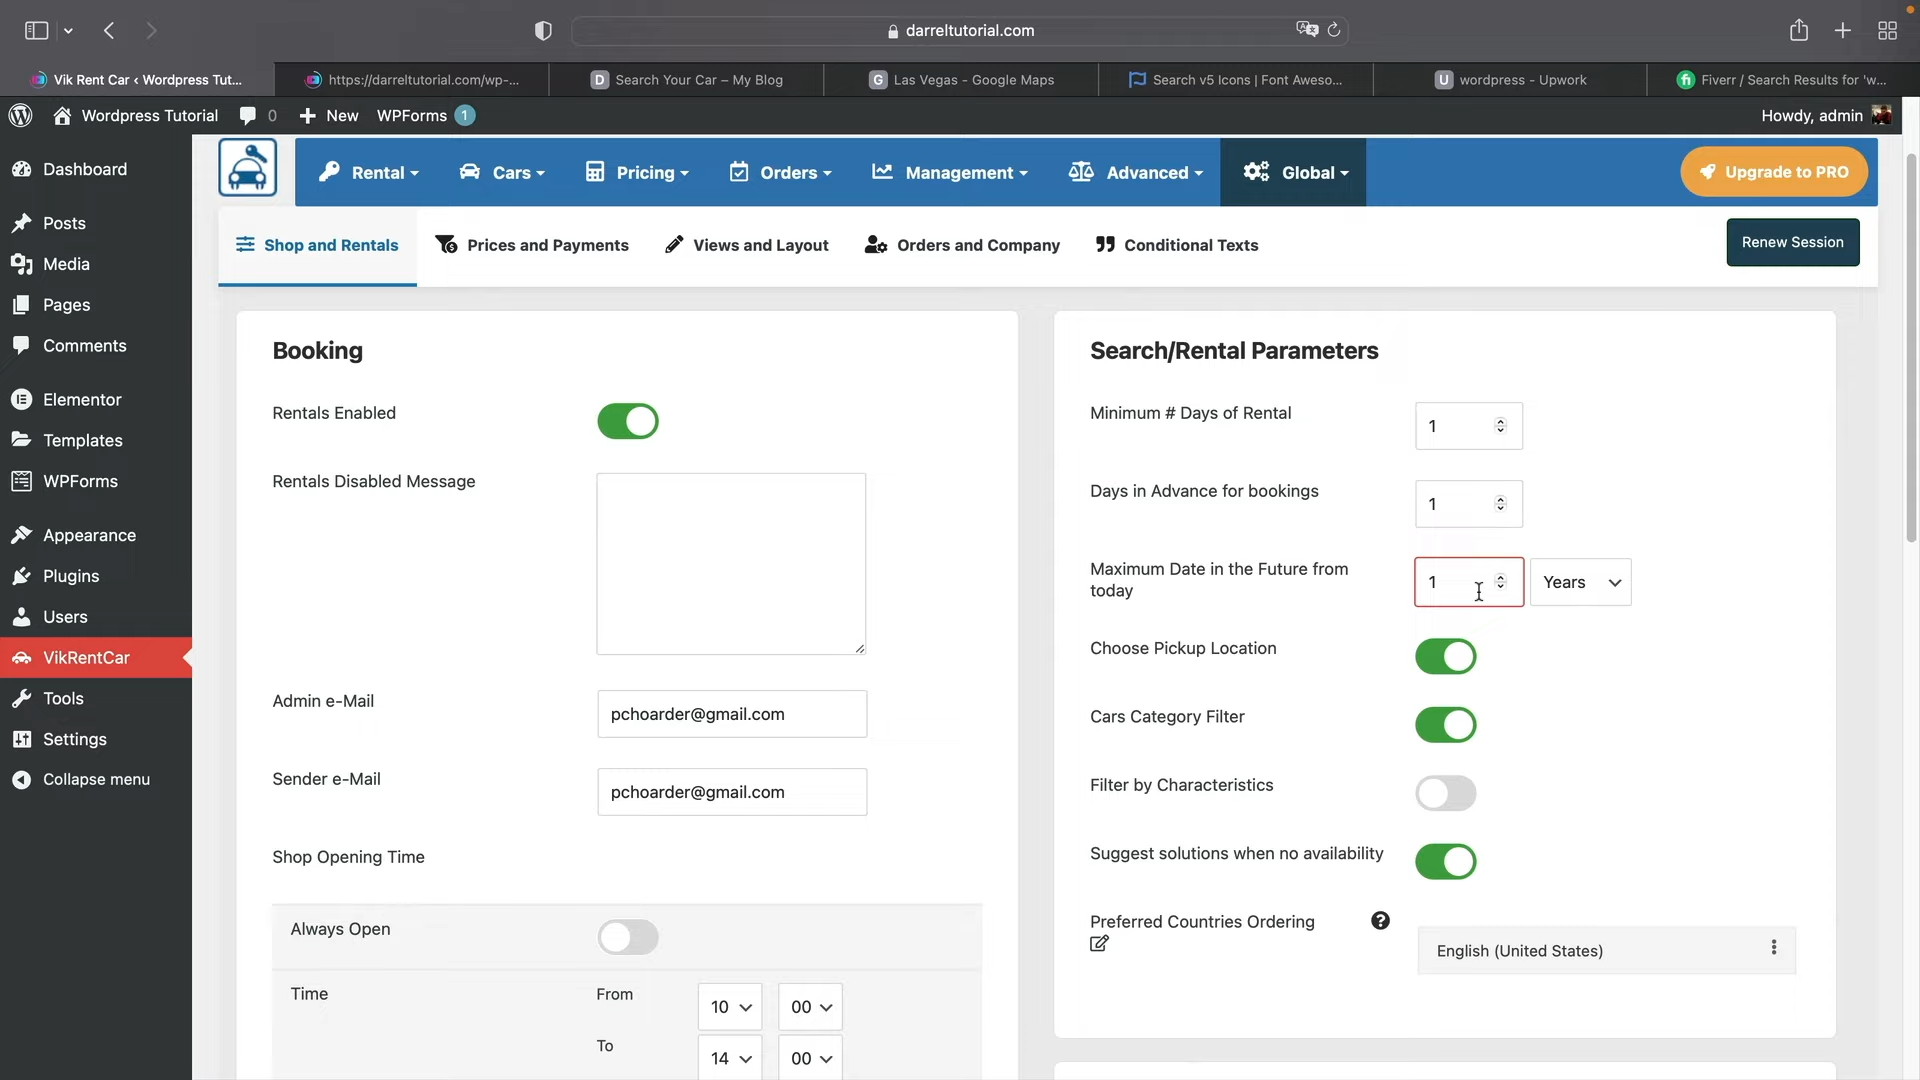 darreltutorial.com
Vik Rent Car ‹ Wordpress Tut...
https://darreltutorial.com/wp-...
D Search Your Car – My Blog
G Las Vegas - Google Maps
Search v5 Icons | Font Aweso...
U wordpress - Upwork
fi Fiverr / Search Results for 'w...
Wordpress Tutorial
0
New
WPForms 1
Howdy, admin
Dashboard
Posts
Media
Pages
Comments
Elementor
Templates
WPForms
Appearance
Plugins
Users
VikRentCar
Tools
Settings
Collapse menu
Rental
Cars
Pricing
Orders
Management
Advanced
Global
Upgrade to PRO
Shop and Rentals
Prices and Payments
Views and Layout
Orders and Company
Conditional Texts
Renew Session
Booking
Rentals Enabled
Rentals Disabled Message
Admin e-Mail
pchoarder@gmail.com
Sender e-Mail
pchoarder@gmail.com
Shop Opening Time
Always Open
Time
From
10
00
To
14
00
Search/Rental Parameters
Minimum # Days of Rental
1
Days in Advance for bookings
1
Maximum Date in the Future from
today
1
Years
Choose Pickup Location
Cars Category Filter
Filter by Characteristics
Suggest solutions when no availability
Preferred Countries Ordering
English (United States)